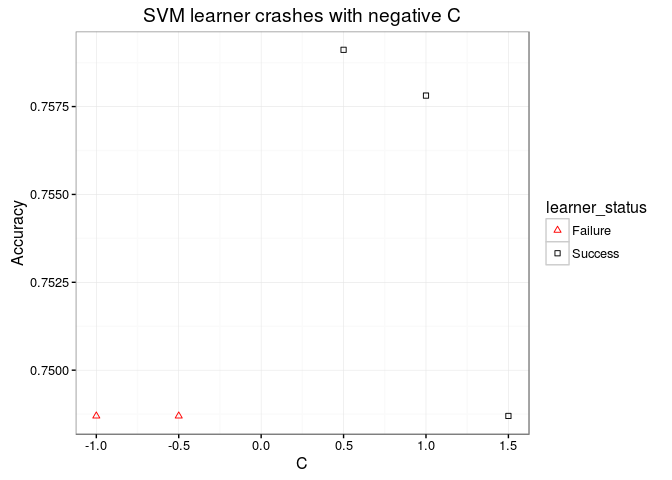 SVM learner crashes with negative C
0.7575
0.7550
0.7525
0.7500
Accuracy
-1.0 -0.5 0.0 0.5 1.0 1.5
C
learner_status
Failure
Success